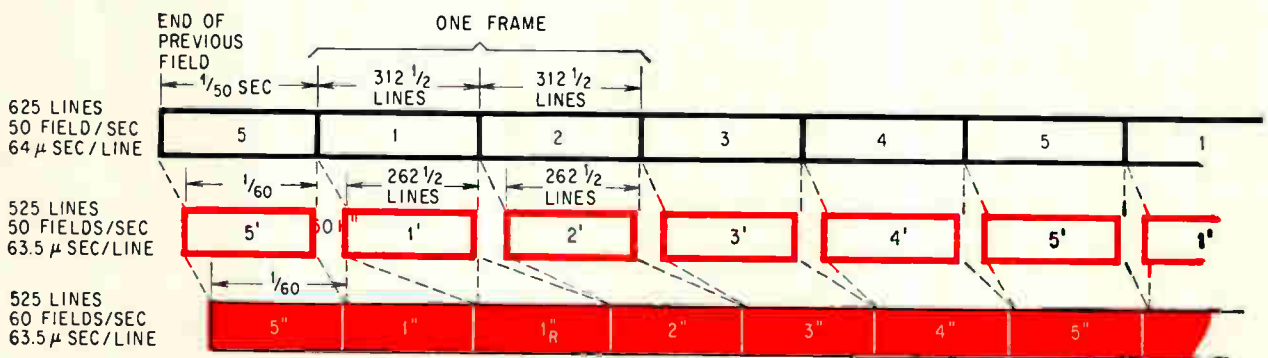 END OF
PREVIOUS
FIELD
ONE FRAME
1/50 SEC
312 1/2
LINES
312 1/2
LINES
625 LINES
50 FIELD/SEC
64 μ SEC/LINE
5
1
2
3
4
5
1
1/60
262 1/2
LINES
262 1/2
LINES
525 LINES
50 FIELDS/SEC
63.5 μ SEC/LINE
5'
1'
2'
3'
4'
5'
1'
1/60
525 LINES
60 FIELDS/SEC
63.5 μ SEC/LINE
5"
1"
1"R
2"
3"
4"
5"